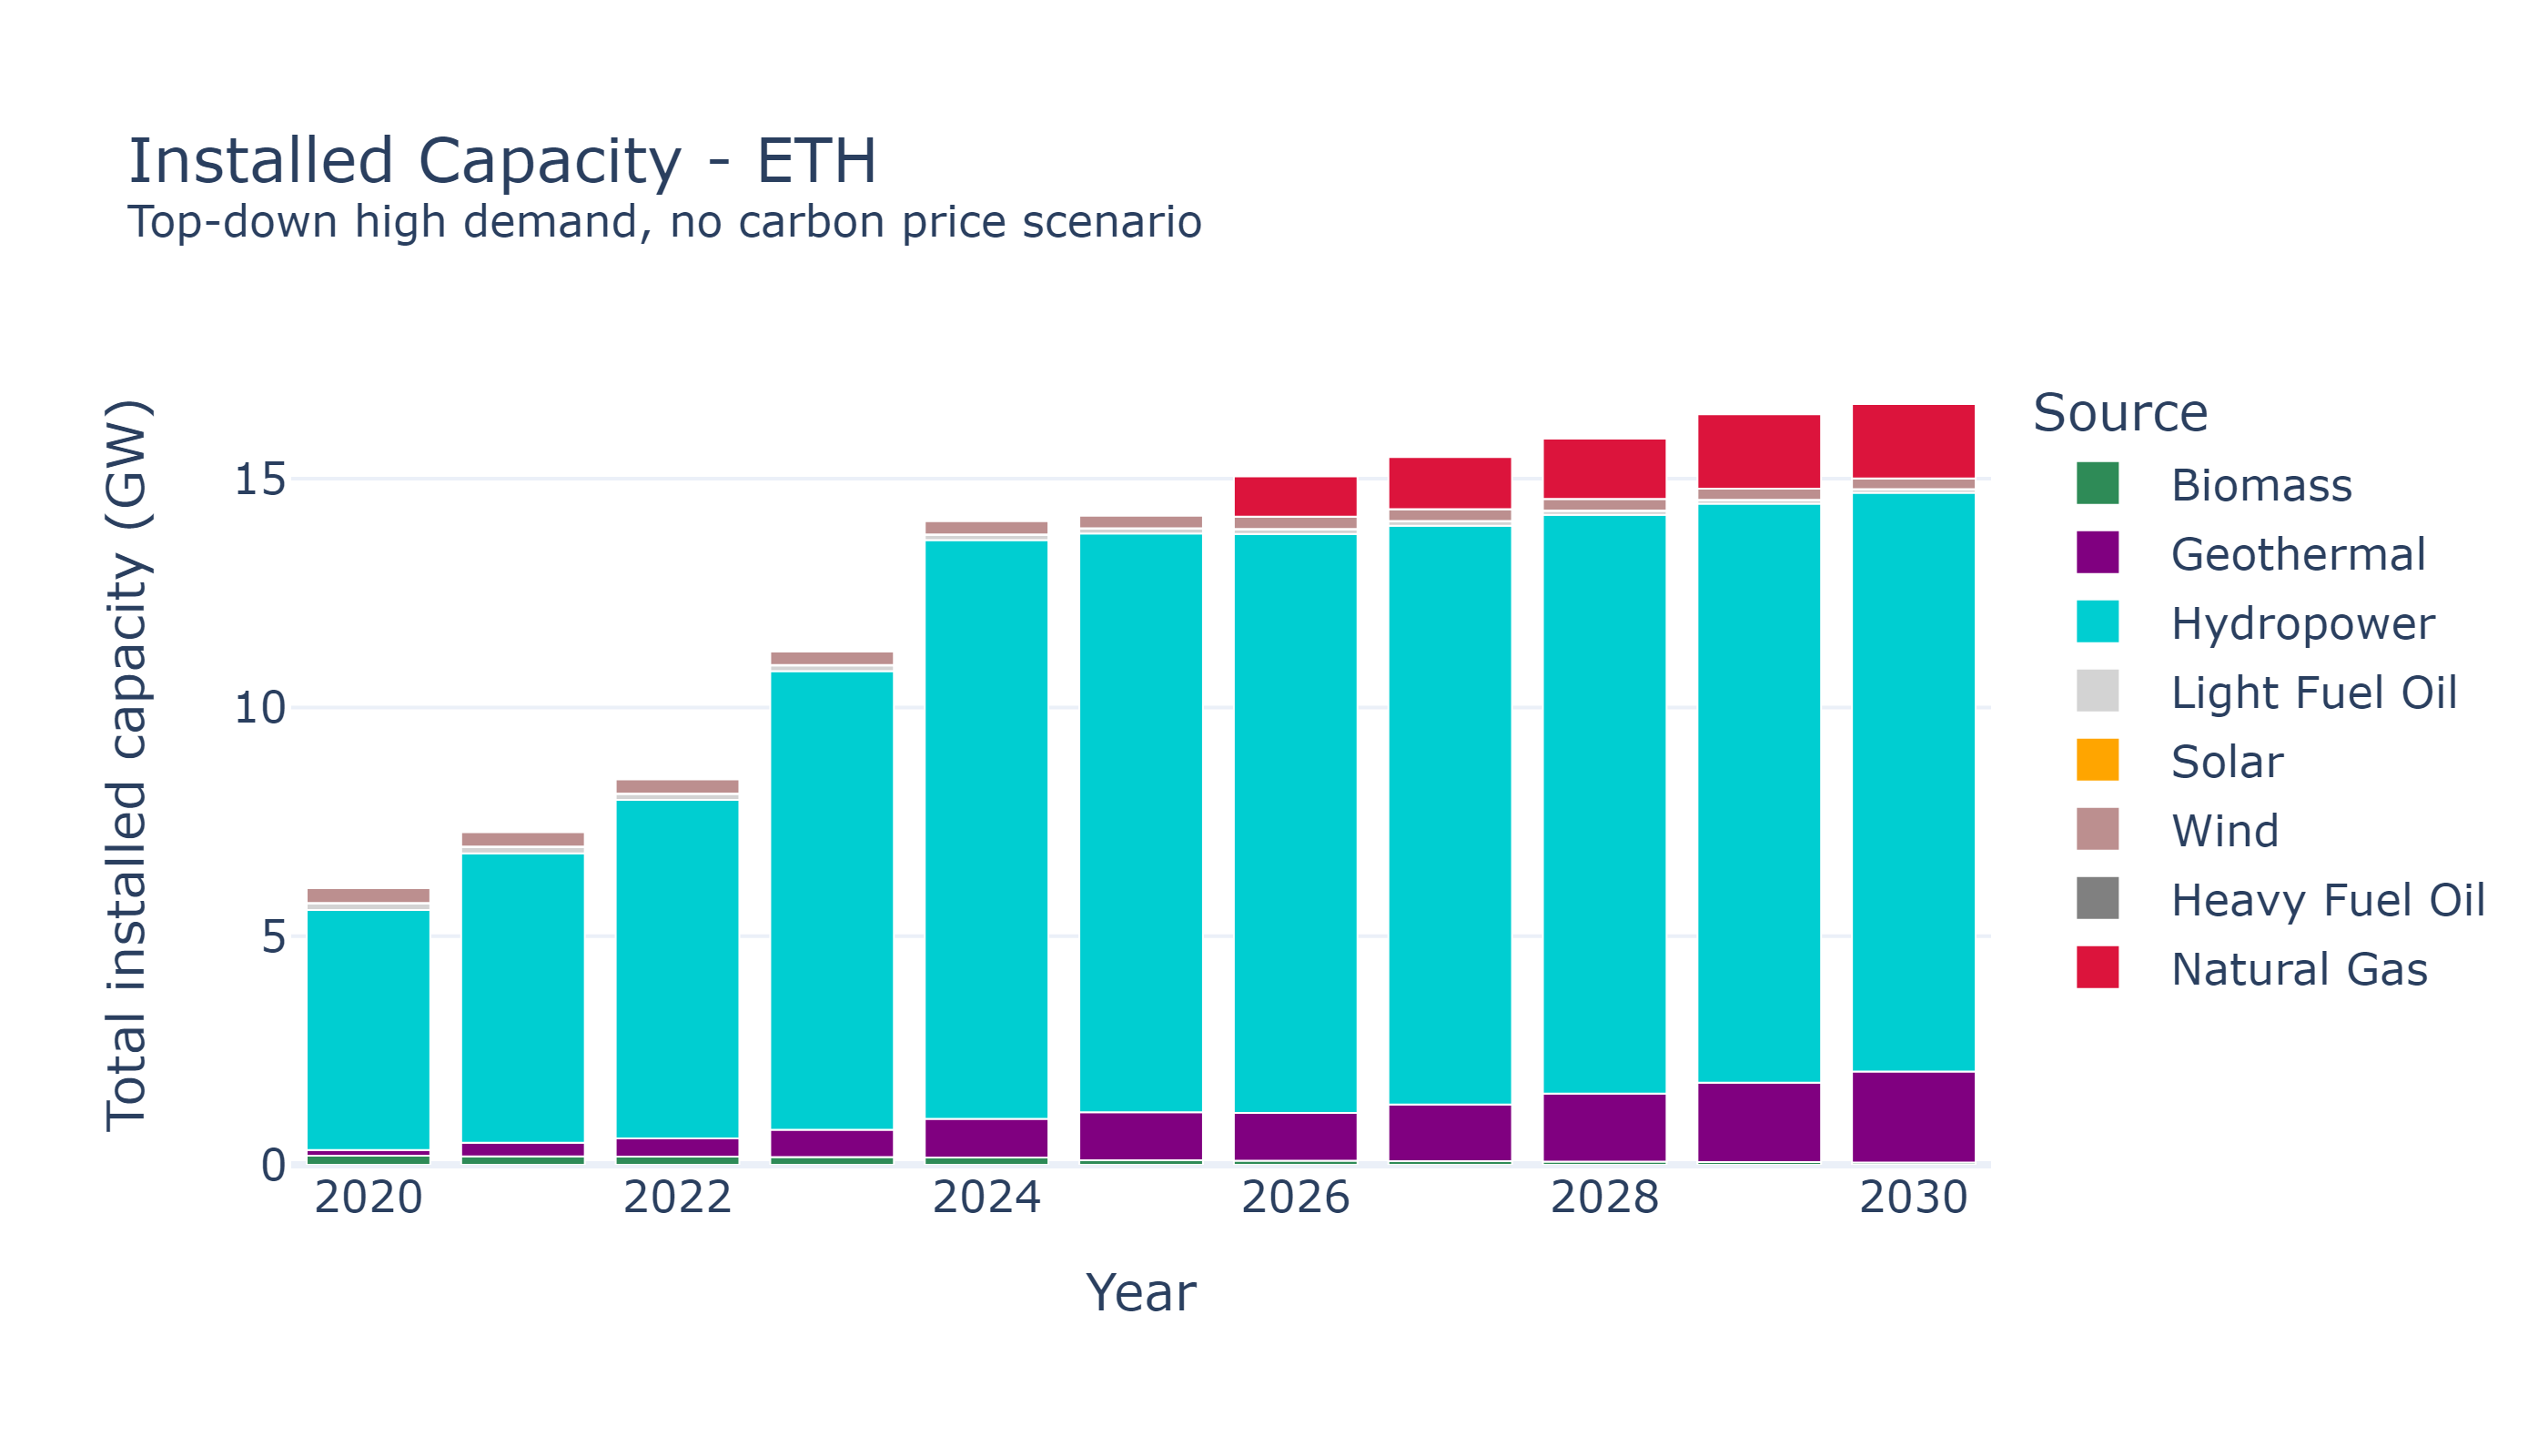 Installed Capacity - ETH
Top-down high demand, no carbon price scenario
Total installed capacity (GW)
15
10
5
0
2020
2022
2024
2026
2028
2030
Year
Source
Biomass
Geothermal
Hydropower
Light Fuel Oil
Solar
Wind
Heavy Fuel Oil
Natural Gas